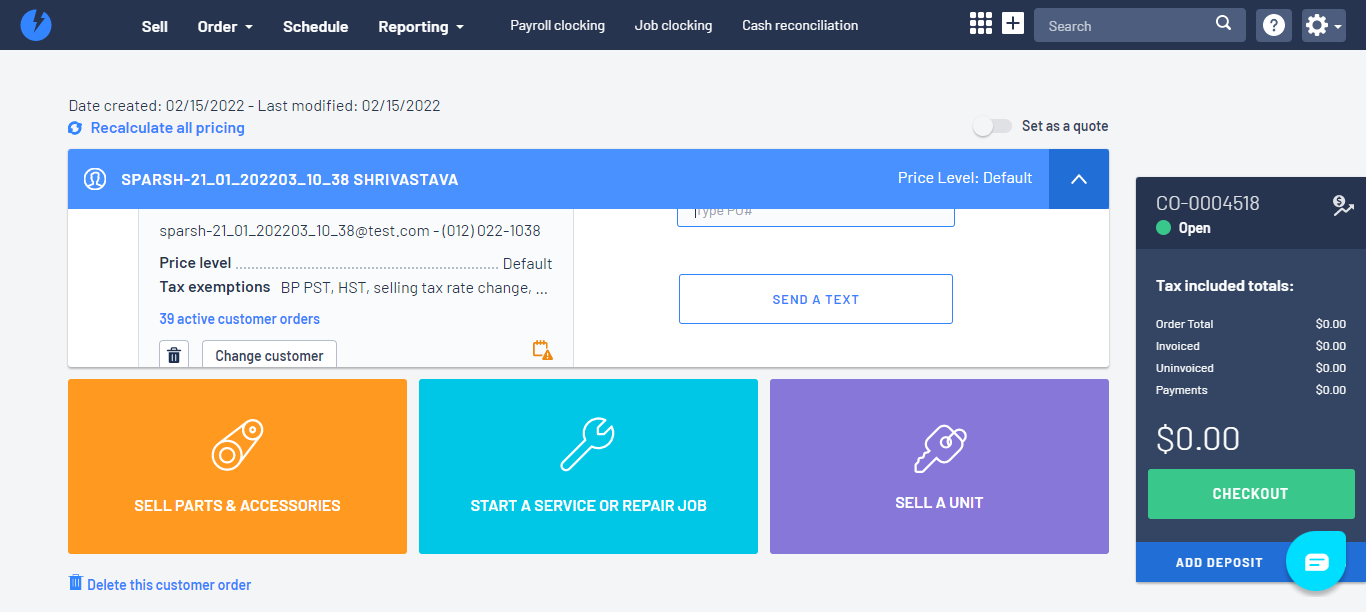 Sell Order Schedule Reporting Payroll clocking Job clocking Cash reconciliation Search
Date created: 02/15/2022 - Last modified: 02/15/2022
Recalculate all pricing
Set as a quote
SPARSH-21_01_202203_10_38 SHRIVASTAVA
Price Level: Default
Type PO#
sparsh-21_01_202203_10_38@test.com - (012) 022-1038
Price level Default
Tax exemptions BP PST, HST, selling tax rate change, ...
39 active customer orders
Change customer
SEND A TEXT
SELL PARTS & ACCESSORIES
START A SERVICE OR REPAIR JOB
SELL A UNIT
Delete this customer order
CO-0004518
Open
Tax included totals:
Order Total $0.00
Invoiced $0.00
Uninvoiced $0.00
Payments $0.00
$0.00
CHECKOUT
ADD DEPOSIT